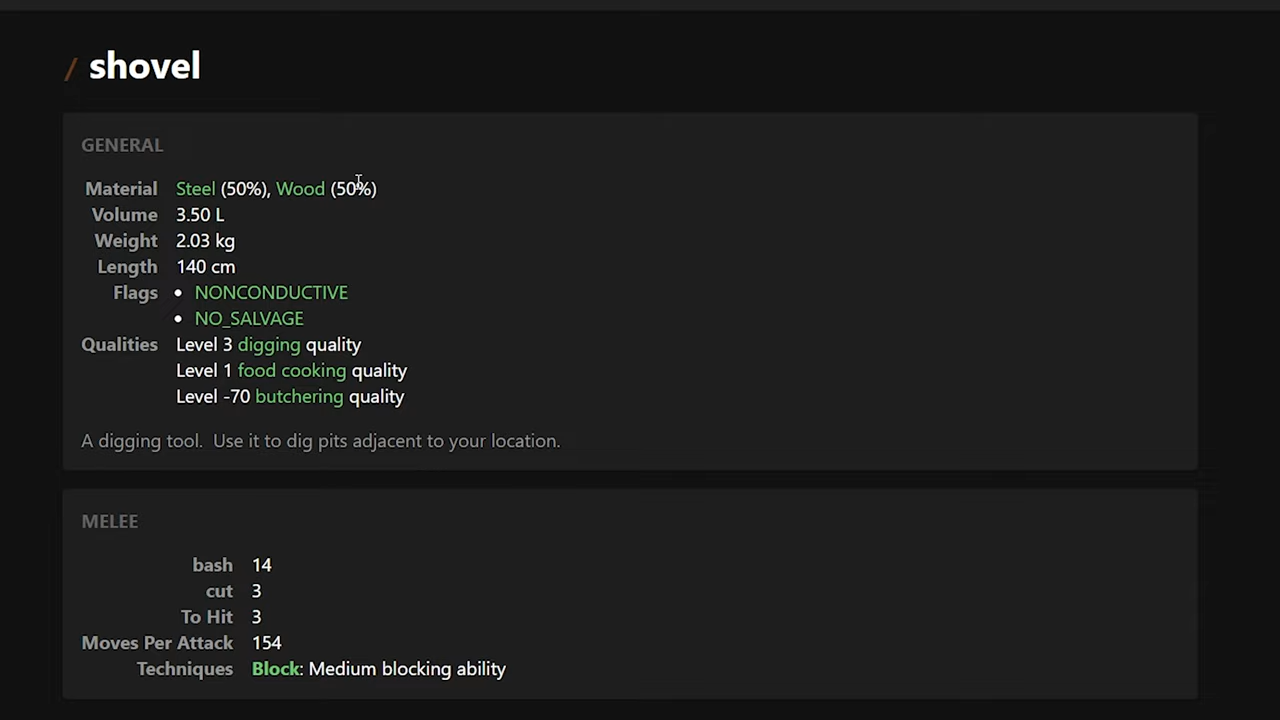 / shovel
GENERAL
Material Steel (50%), Wood (50%)
Volume 3.50 L
Weight 2.03 kg
Length 140 cm
Flags • NONCONDUCTIVE
• NO_SALVAGE
Qualities Level 3 digging quality
Level 1 food cooking quality
Level -70 butchering quality
A digging tool.  Use it to dig pits adjacent to your location.
MELEE
bash 14
cut 3
To Hit 3
Moves Per Attack 154
Techniques Block: Medium blocking ability